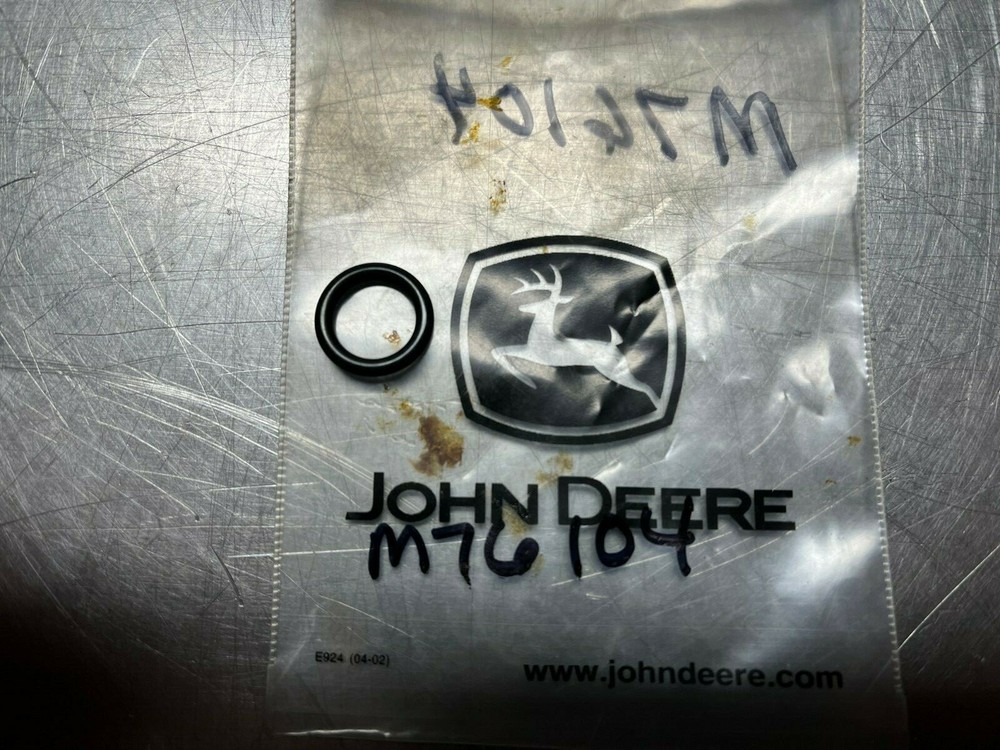 M76104
JOHN DEERE
M76104
E924 (04-02)
www.johndeere.com